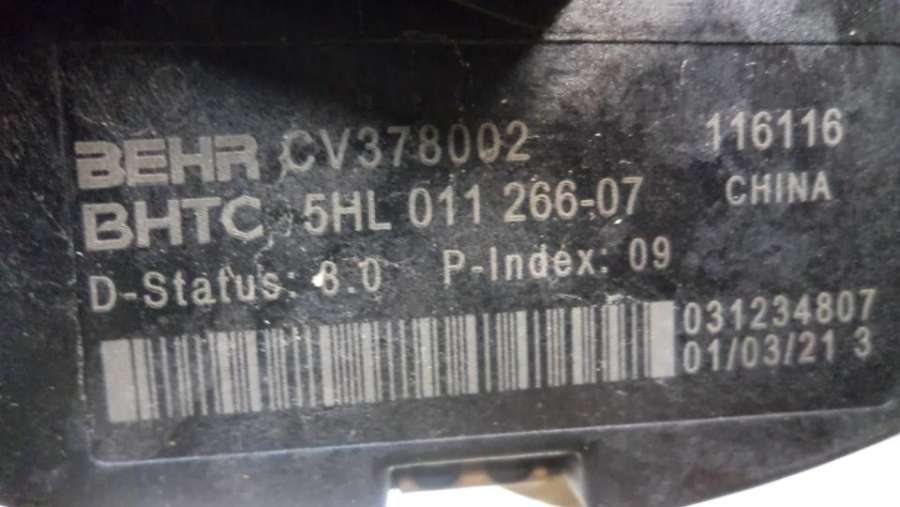 BEHR CV378002 116116
BHTC 5HL 011 266-07 CHINA
D-Status: 8.0 P-Index: 09
031234807
01/03/21 3